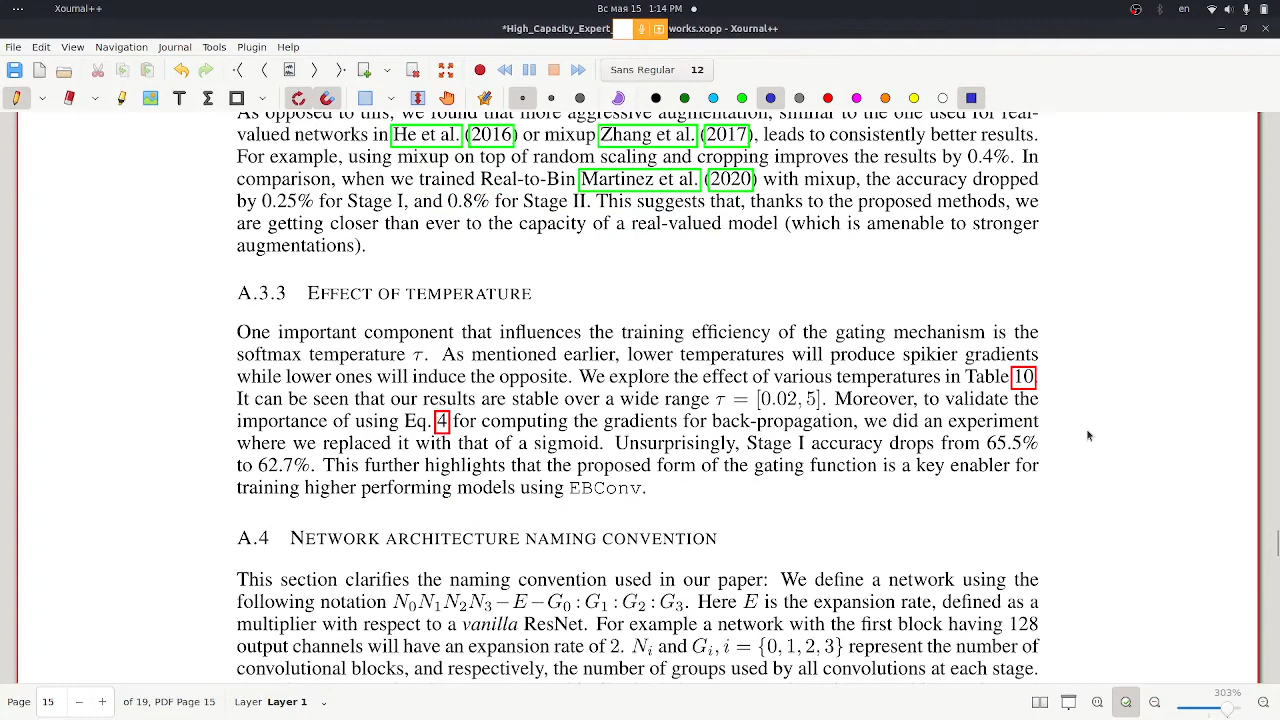 Xournal++
Вс мая 15 1:14 PM
en
*High_Capacity_Expert_
works.xopp - Xournal++
File Edit View Navigation Journal Tools Plugin Help
Sans Regular 12
As opposed to this, we found that more aggressive augmentation, similar to the one used for real-
valued networks in He et al. (2016) or mixup Zhang et al. (2017), leads to consistently better results.
For example, using mixup on top of random scaling and cropping improves the results by 0.4%. In
comparison, when we trained Real-to-Bin Martinez et al. (2020) with mixup, the accuracy dropped
by 0.25% for Stage I, and 0.8% for Stage II. This suggests that, thanks to the proposed methods, we
are getting closer than ever to the capacity of a real-valued model (which is amenable to stronger
augmentations).
A.3.3 EFFECT OF TEMPERATURE
One important component that influences the training efficiency of the gating mechanism is the
softmax temperature τ. As mentioned earlier, lower temperatures will produce spikier gradients
while lower ones will induce the opposite. We explore the effect of various temperatures in Table 10.
It can be seen that our results are stable over a wide range τ = [0.02, 5]. Moreover, to validate the
importance of using Eq. 4 for computing the gradients for back-propagation, we did an experiment
where we replaced it with that of a sigmoid. Unsurprisingly, Stage I accuracy drops from 65.5%
to 62.7%. This further highlights that the proposed form of the gating function is a key enabler for
training higher performing models using EBConv.
A.4 NETWORK ARCHITECTURE NAMING CONVENTION
This section clarifies the naming convention used in our paper: We define a network using the
following notation N₀N₁N₂N₃−E−G₀:G₁:G₂:G₃. Here E is the expansion rate, defined as a
multiplier with respect to a vanilla ResNet. For example a network with the first block having 128
output channels will have an expansion rate of 2. Nᵢ and Gᵢ, i = {0, 1, 2, 3} represent the number of
convolutional blocks, and respectively, the number of groups used by all convolutions at each stage.
Page 15 of 19, PDF Page 15 Layer Layer 1 303%